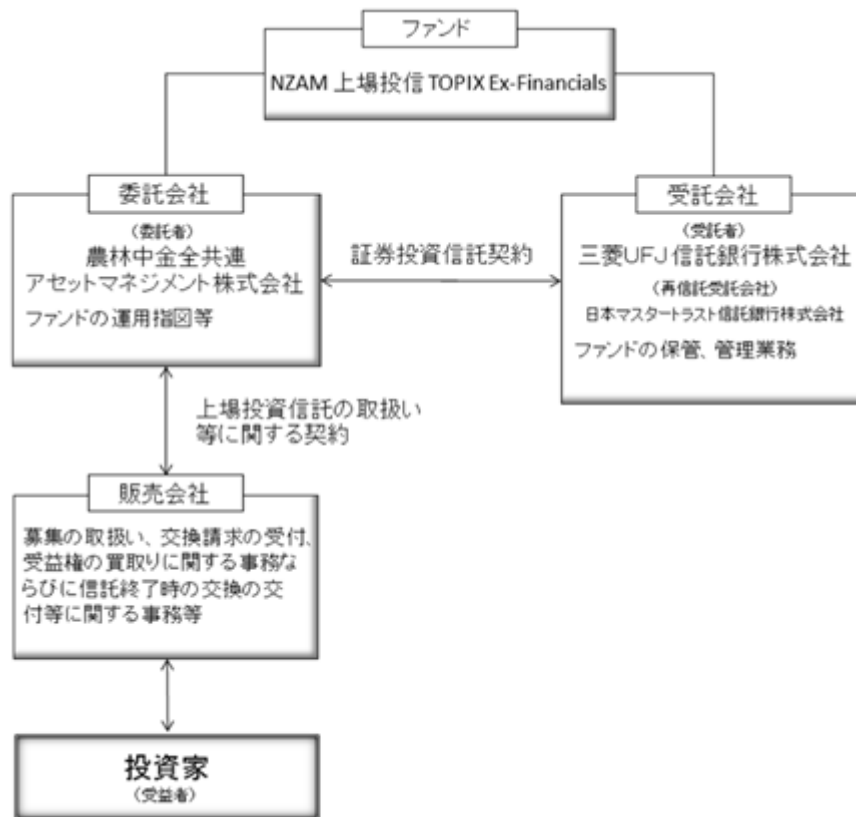 ファンド
NZAM 上場投信 TOPIX Ex-Financials
委託会社
（委託者）
農林中金全共連
アセットマネジメント株式会社
ファンドの運用指図等
証券投資信託契約
受託会社
（受託者）
三菱UFJ信託銀行株式会社
（再信託受託会社）
日本マスタートラスト信託銀行株式会社
ファンドの保管、管理業務
上場投資信託の取扱い
等に関する契約
販売会社
募集の取扱い、交換請求の受付、
受益権の買取りに関する事務な
らびに信託終了時の交換の交
付等に関する事務等
投資家
（受益者）